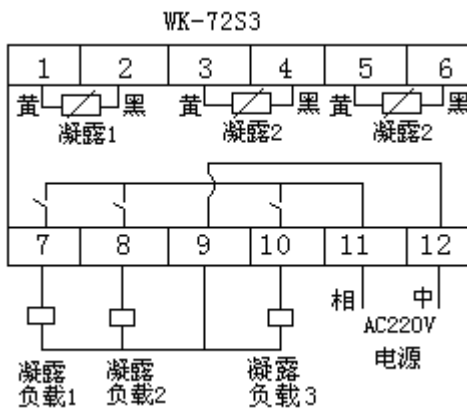 WK-72S3
1 2 3 4 5 6
黄 黑 黄 黑 黄 黑
凝露1 凝露2 凝露2
7 8 9 10 11 12
相 中
AC220V
电源
凝露 凝露 凝露
负载1 负载2 负载3